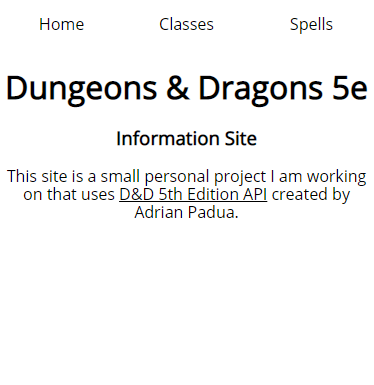 Home Classes Spells
Dungeons & Dragons 5e
Information Site
This site is a small personal project I am working
on that uses D&D 5th Edition API created by
Adrian Padua.